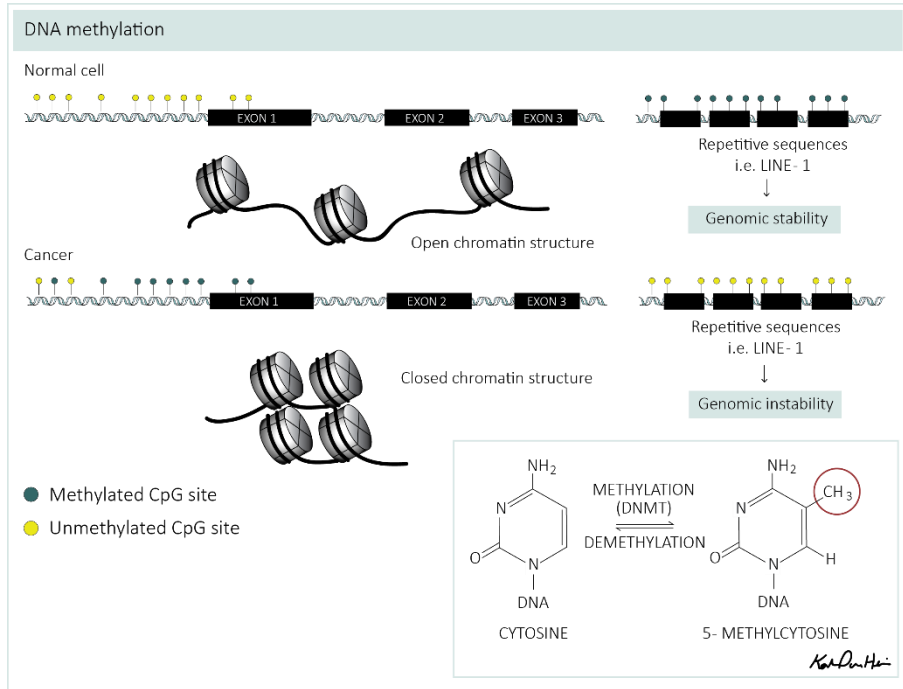 DNA methylation
Normal cell
EXON 1
EXON 2
EXON 3
Repetitive sequences
i.e. LINE- 1
Genomic stability
Open chromatin structure
Cancer
EXON 1
EXON 2
EXON 3
Repetitive sequences
i.e. LINE- 1
Closed chromatin structure
Genomic instability
Methylated CpG site
Unmethylated CpG site
NH2
N
O
N
DNA
CYTOSINE
METHYLATION
(DNMT)
DEMETHYLATION
NH2
CH3
N
O
N
H
DNA
5- METHYLCYTOSINE